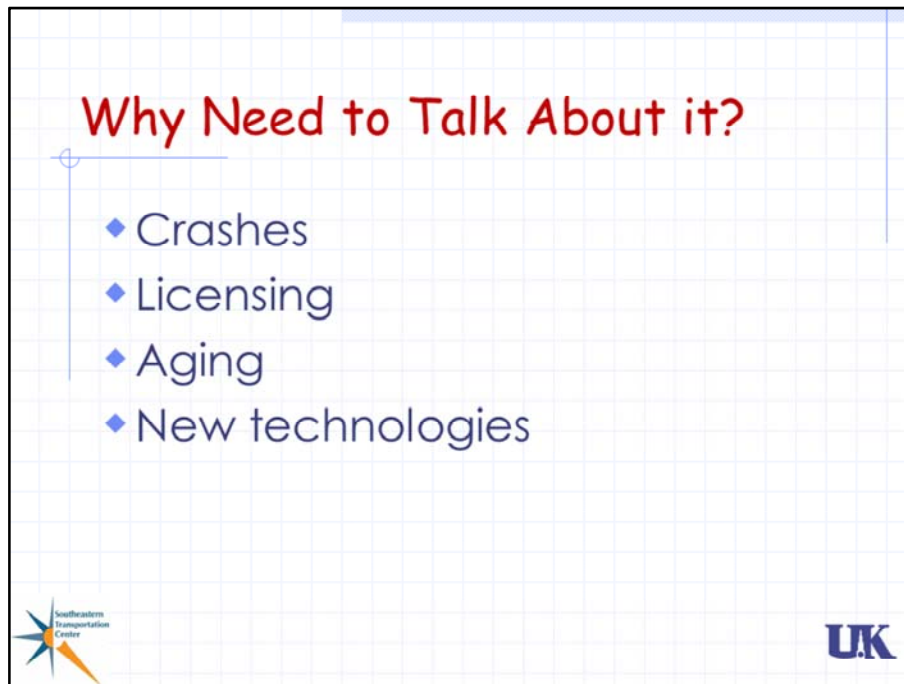 Why Need to Talk About it?
Crashes
Licensing
Aging
New technologies
Southeastern
Transportation
Center
UK